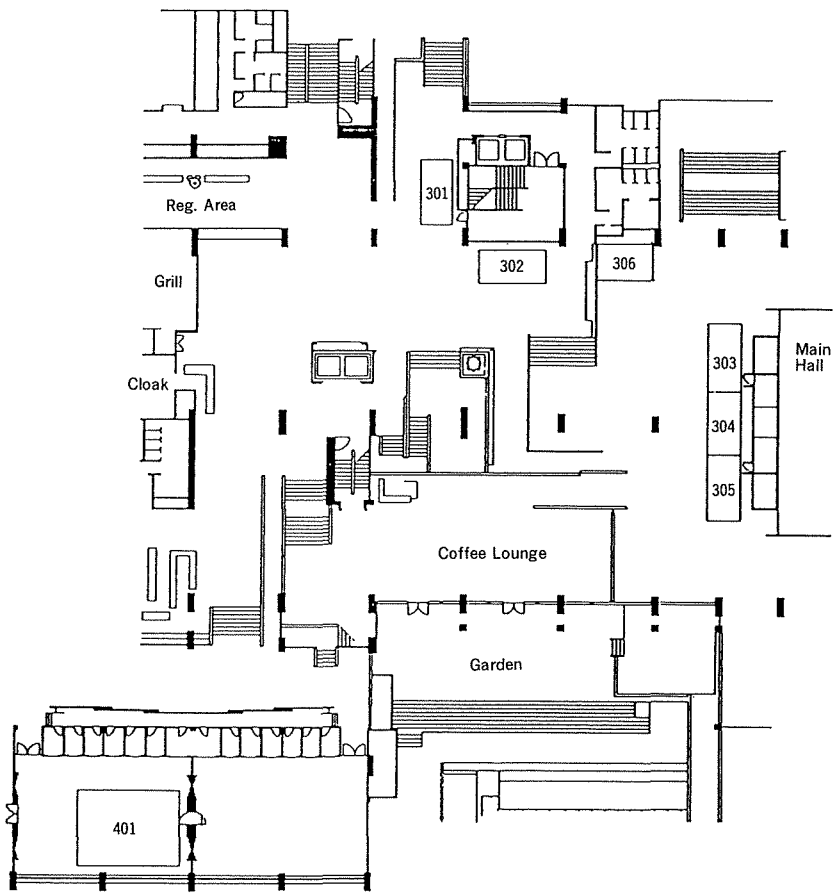 301
Reg. Area
302
306
Grill
303
Main
Hall
Cloak
304
305
Coffee Lounge
Garden
401